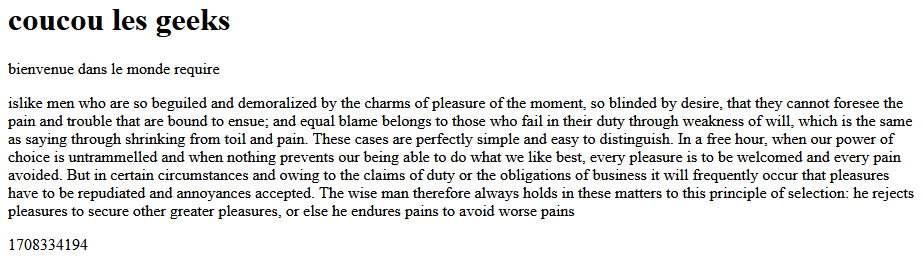 coucou les geeks
bienvenue dans le monde require
islike men who are so beguiled and demoralized by the charms of pleasure of the moment, so blinded by desire, that they cannot foresee the
pain and trouble that are bound to ensue; and equal blame belongs to those who fail in their duty through weakness of will, which is the same
as saying through shrinking from toil and pain. These cases are perfectly simple and easy to distinguish. In a free hour, when our power of
choice is untrammelled and when nothing prevents our being able to do what we like best, every pleasure is to be welcomed and every pain
avoided. But in certain circumstances and owing to the claims of duty or the obligations of business it will frequently occur that pleasures
have to be repudiated and annoyances accepted. The wise man therefore always holds in these matters to this principle of selection: he rejects
pleasures to secure other greater pleasures, or else he endures pains to avoid worse pains
1708334194